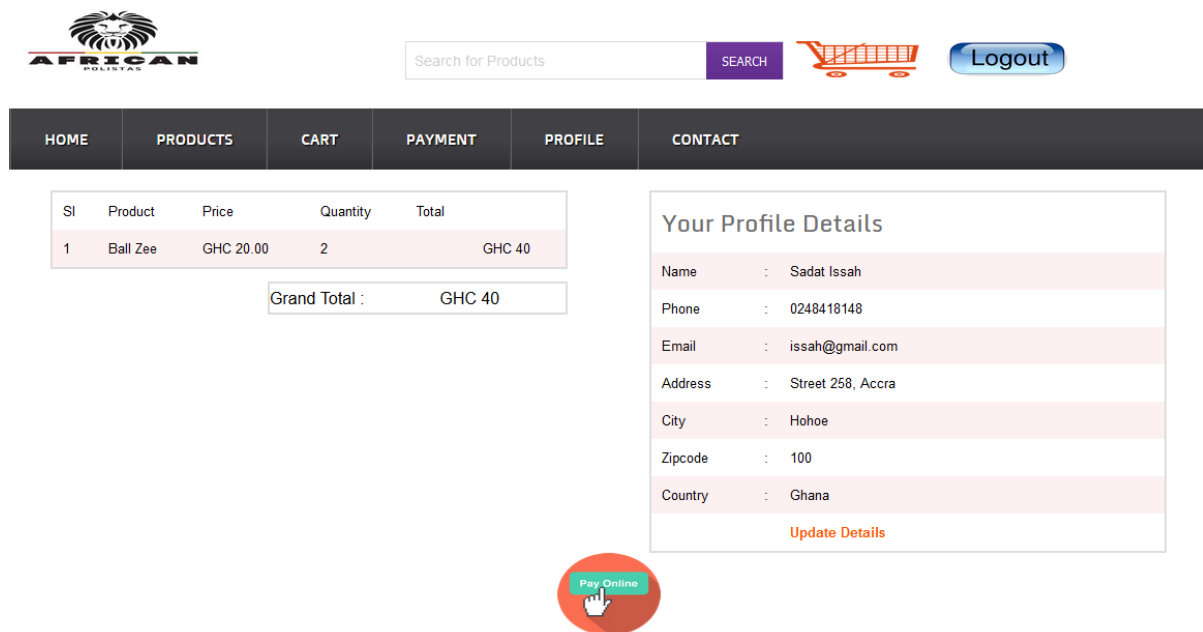 AFRICAN
POLISTAS
Search for Products SEARCH
Logout
HOME PRODUCTS CART PAYMENT PROFILE CONTACT
Sl Product Price Quantity Total
1 Ball Zee GHC 20.00 2 GHC 40
Grand Total : GHC 40
Your Profile Details
Name : Sadat Issah
Phone : 0248418148
Email : issah@gmail.com
Address : Street 258, Accra
City : Hohoe
Zipcode : 100
Country : Ghana
Update Details
Pay Online